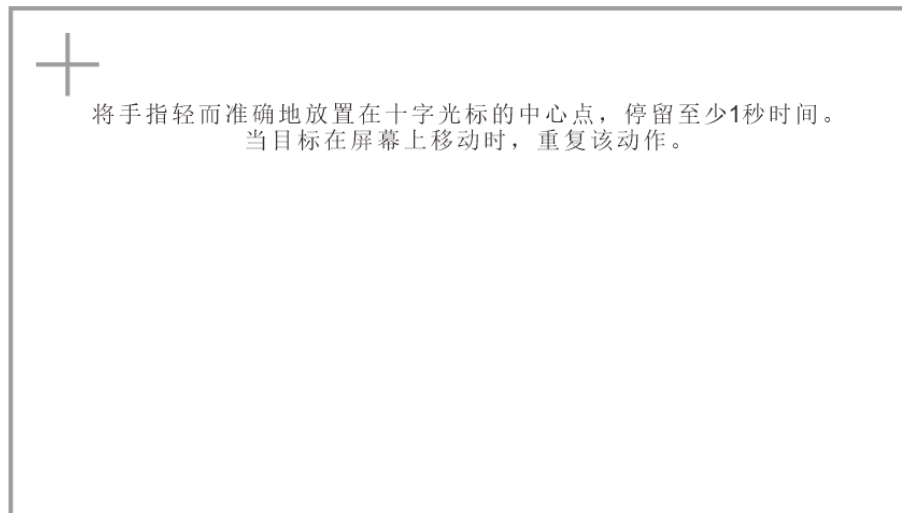 将手指轻而准确地放置在十字光标的中心点，停留至少1秒时间。
当目标在屏幕上移动时，重复该动作。